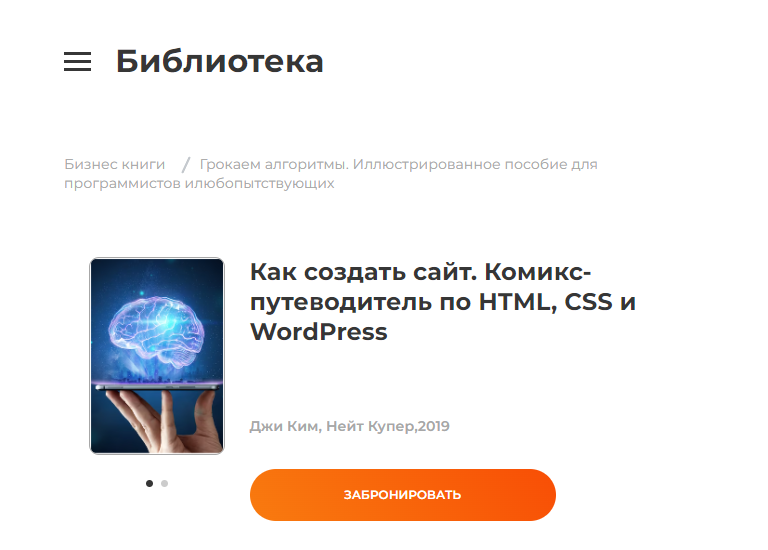 Библиотека
Бизнес книги / Грокаем алгоритмы. Иллюстрированное пособие для
программистов илюбопытствующих
Как создать сайт. Комикс-
путеводитель по HTML, CSS и
WordPress
Джи Ким, Нейт Купер,2019
ЗАБРОНИРОВАТЬ